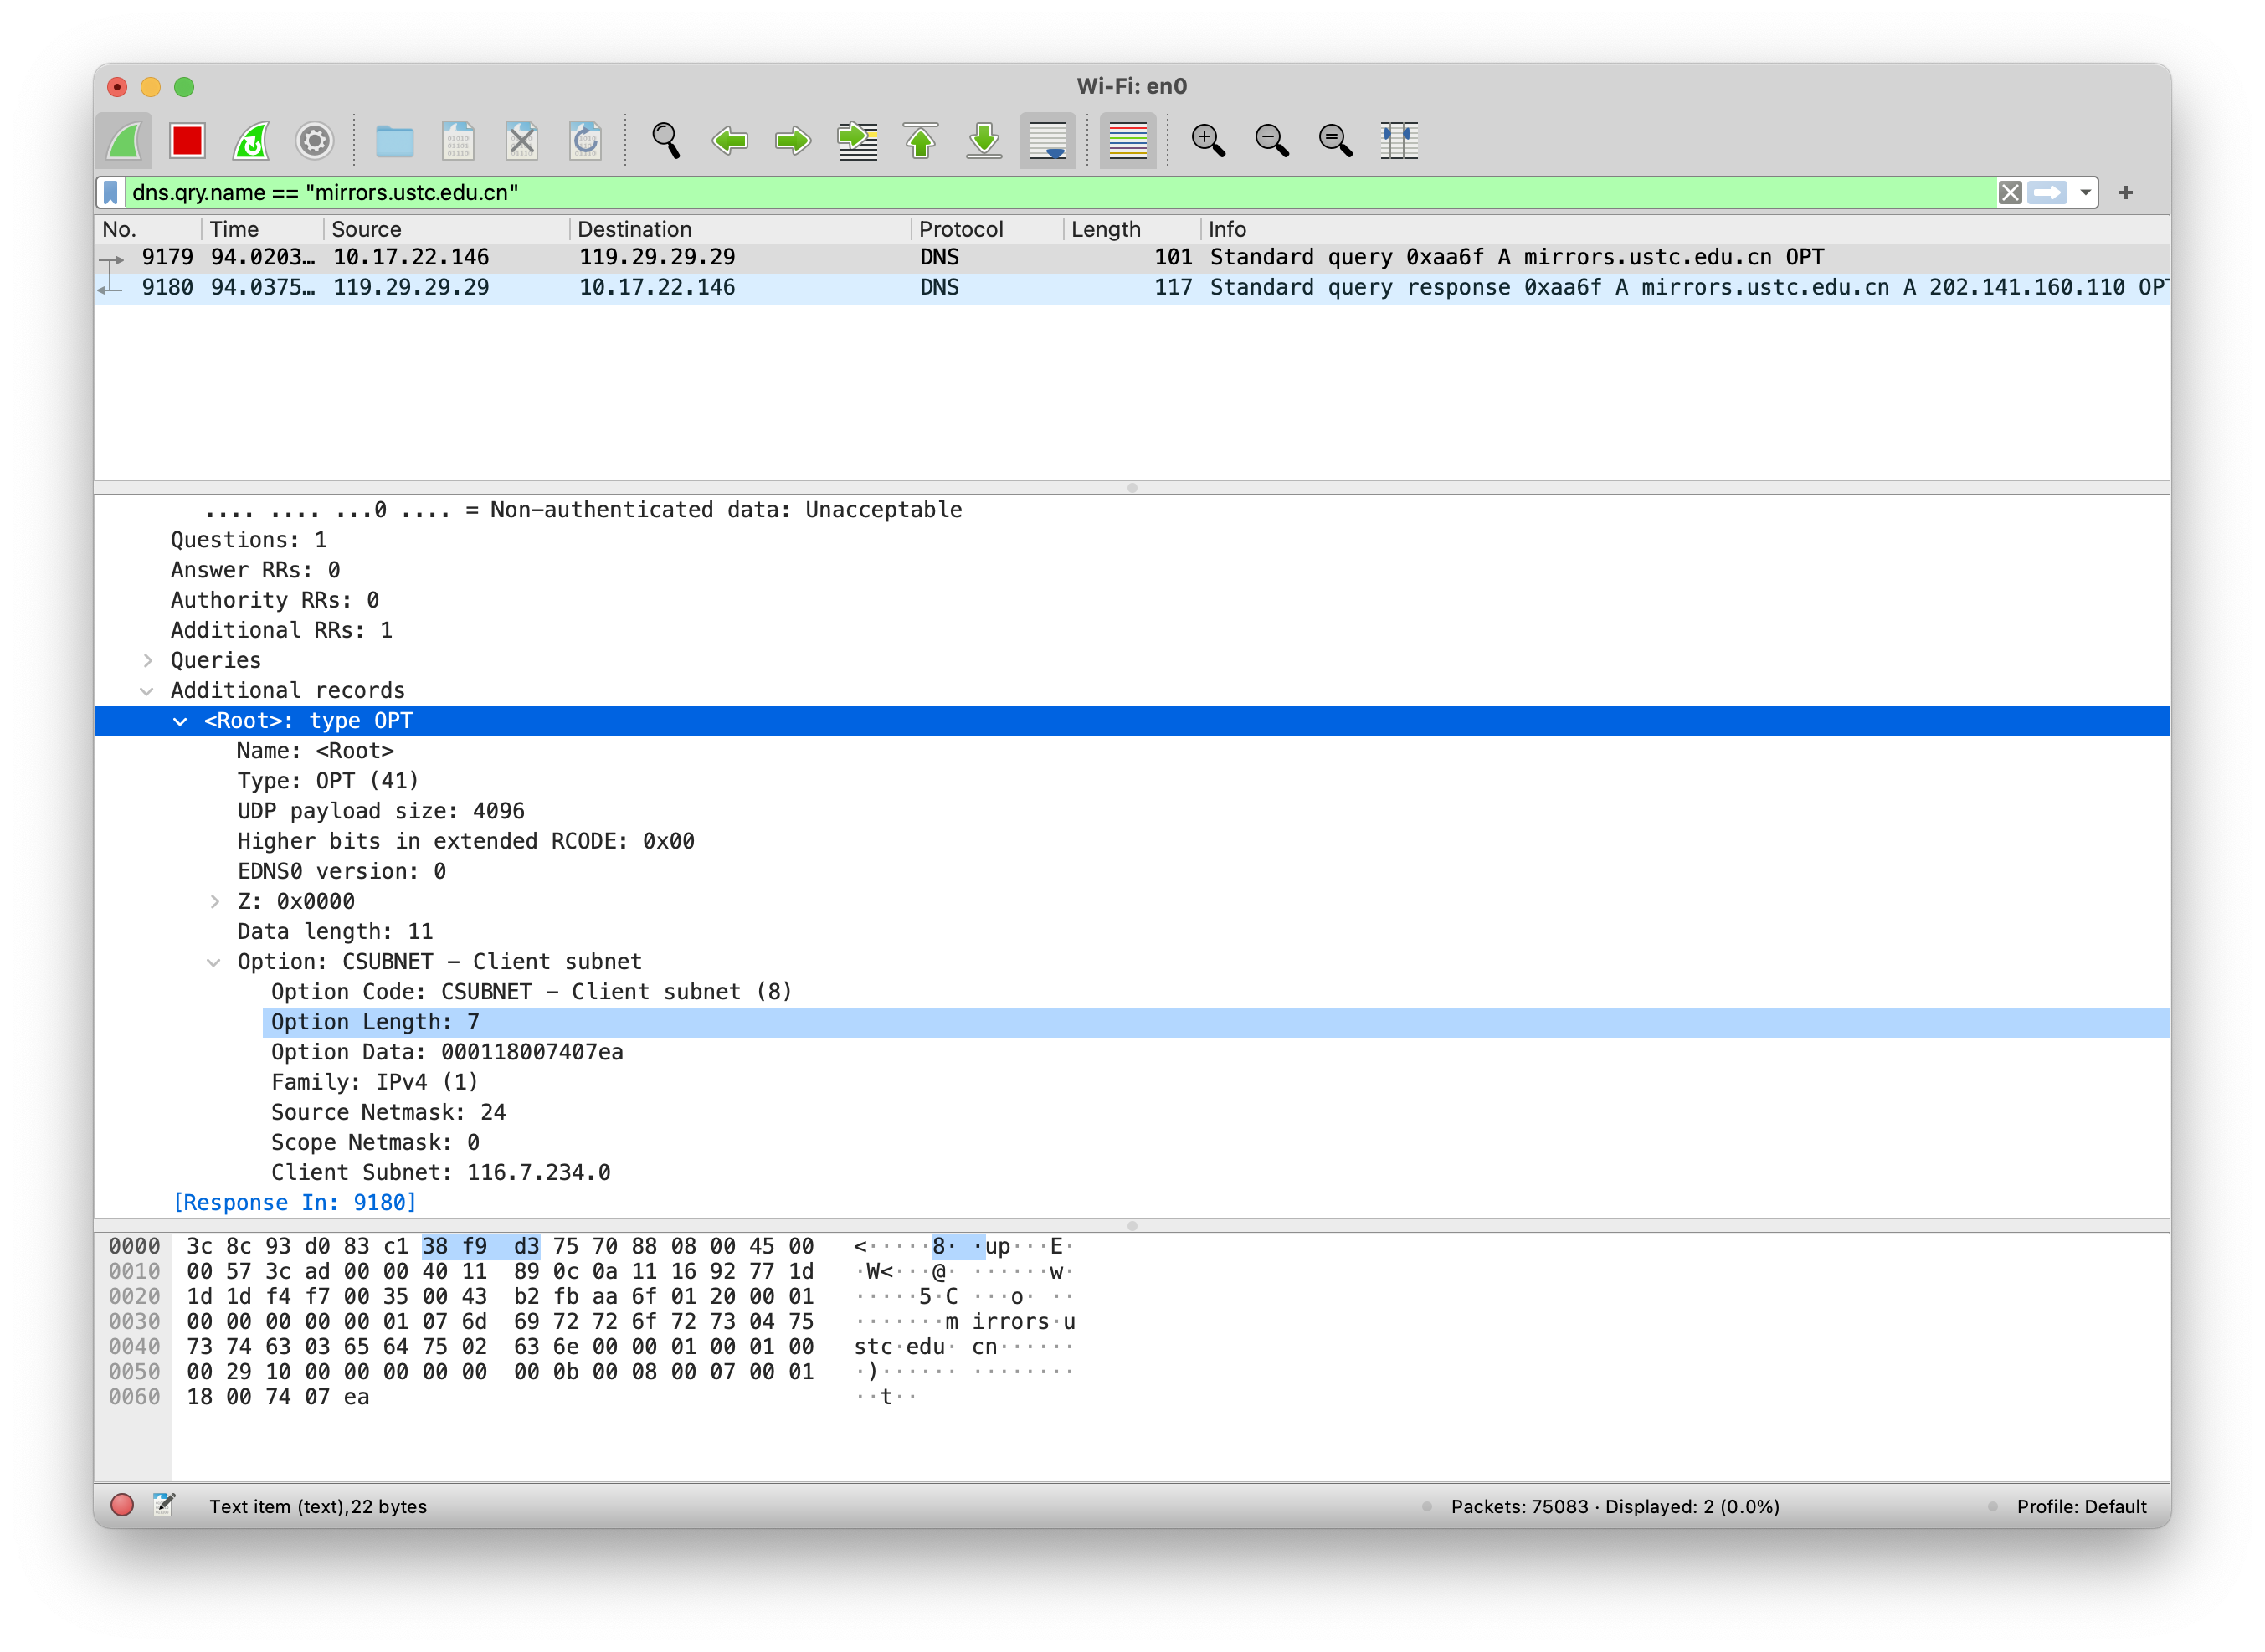 Wi-Fi: en0
dns.qry.name == "mirrors.ustc.edu.cn"
No. Time Source Destination Protocol Length Info
9179 94.0203… 10.17.22.146 119.29.29.29 DNS 101 Standard query 0xaa6f A mirrors.ustc.edu.cn OPT
9180 94.0375… 119.29.29.29 10.17.22.146 DNS 117 Standard query response 0xaa6f A mirrors.ustc.edu.cn A 202.141.160.110 OPT
.... .... ...0 .... = Non-authenticated data: Unacceptable
Questions: 1
Answer RRs: 0
Authority RRs: 0
Additional RRs: 1
Queries
Additional records
<Root>: type OPT
Name: <Root>
Type: OPT (41)
UDP payload size: 4096
Higher bits in extended RCODE: 0x00
EDNS0 version: 0
Z: 0x0000
Data length: 11
Option: CSUBNET – Client subnet
Option Code: CSUBNET – Client subnet (8)
Option Length: 7
Option Data: 000118007407ea
Family: IPv4 (1)
Source Netmask: 24
Scope Netmask: 0
Client Subnet: 116.7.234.0
[Response In: 9180]
0000 3c 8c 93 d0 83 c1 38 f9 d3 75 70 88 08 00 45 00 <·····8· ·up···E·
0010 00 57 3c ad 00 00 40 11 89 0c 0a 11 16 92 77 1d ·W<···@· ······w·
0020 1d 1d f4 f7 00 35 00 43 b2 fb aa 6f 01 20 00 01 ·····5·C ···o· ··
0030 00 00 00 00 00 01 07 6d 69 72 72 6f 72 73 04 75 ·······m irrors·u
0040 73 74 63 03 65 64 75 02 63 6e 00 00 01 00 01 00 stc·edu· cn······
0050 00 29 10 00 00 00 00 00 00 0b 00 08 00 07 00 01 ·)······ ········
0060 18 00 74 07 ea ··t··
Text item (text), 22 bytes
Packets: 75083 · Displayed: 2 (0.0%)
Profile: Default